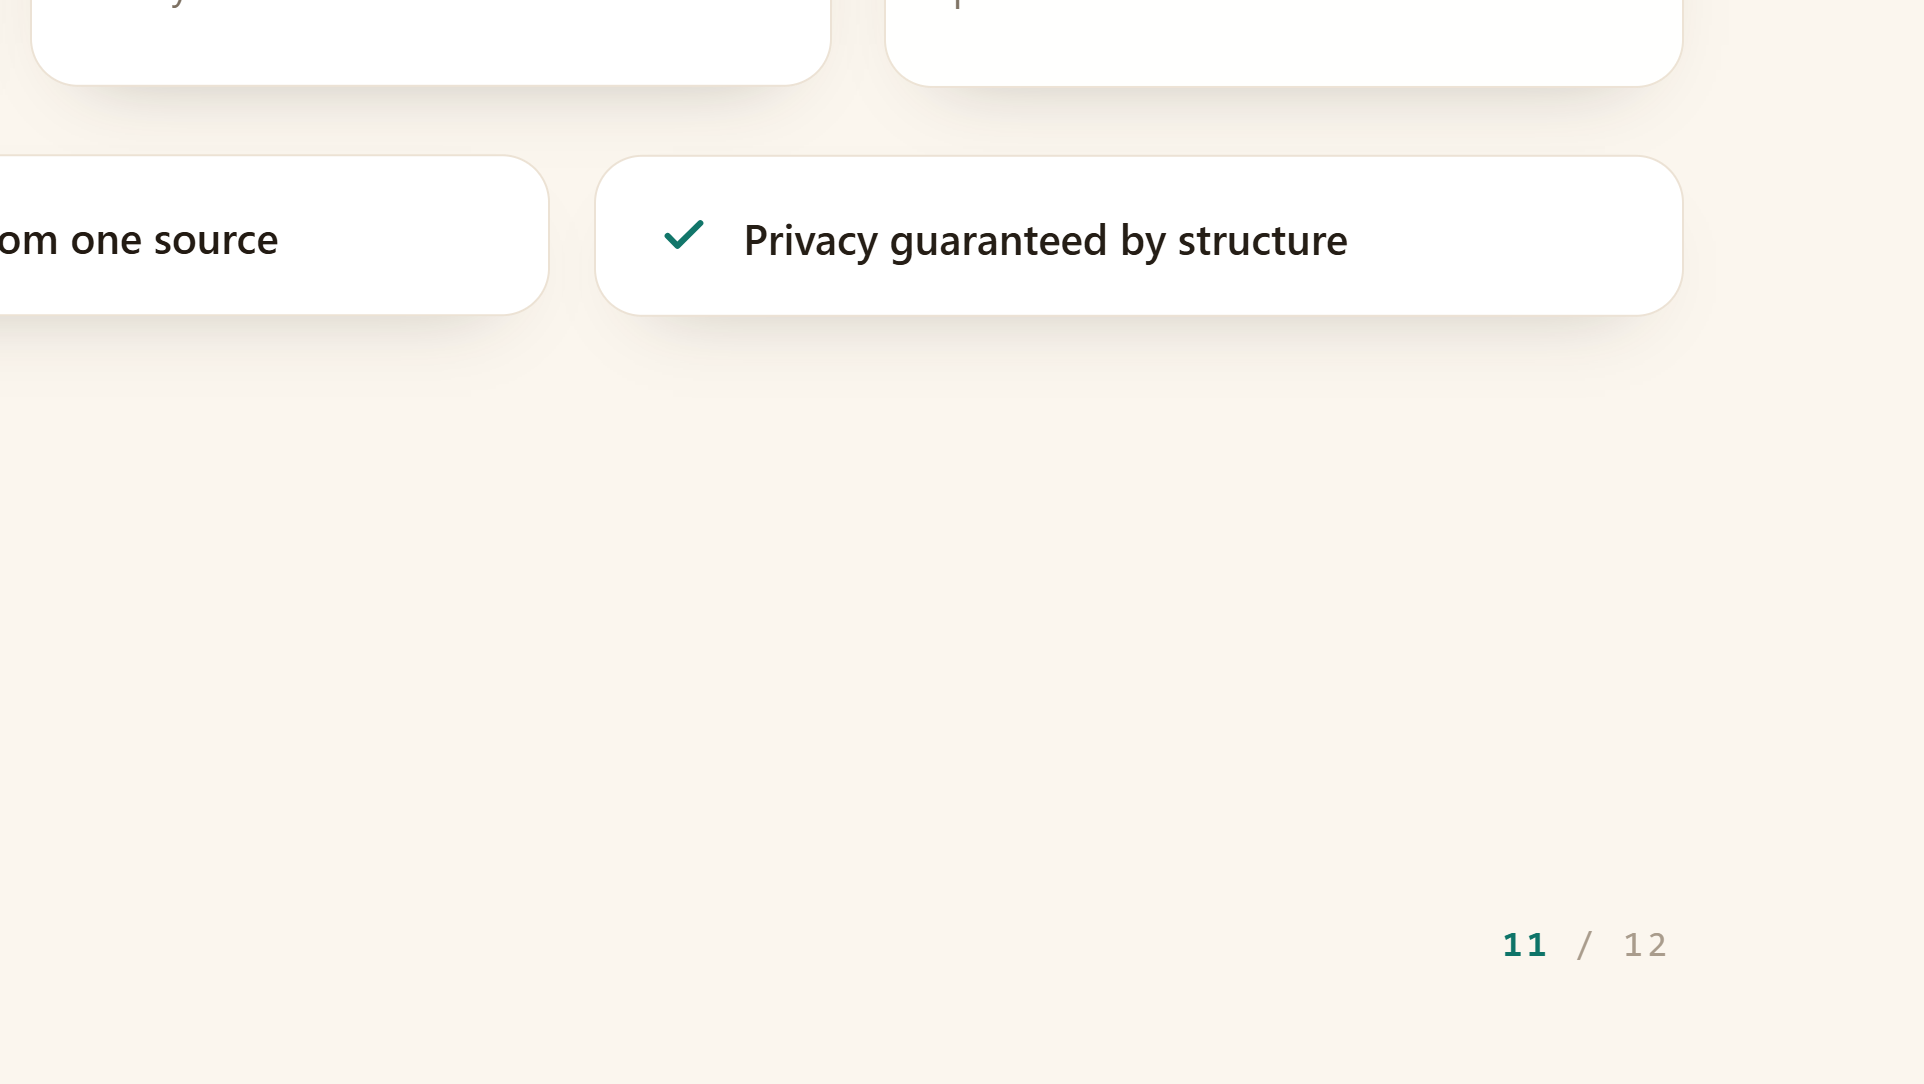 om one source
Privacy guaranteed by structure
11 / 12